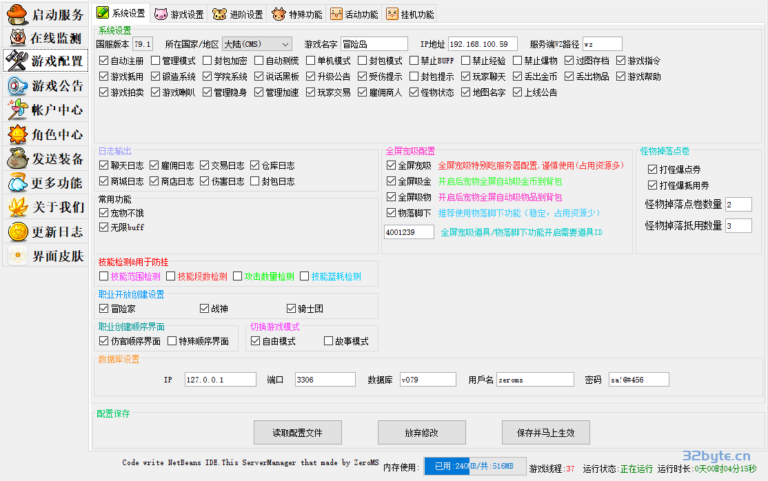 启动服务
在线监测
游戏配置
游戏公告
帐户中心
角色中心
发送装备
更多功能
关于我们
更新日志
界面皮肤
系统设置 游戏设置 进阶设置 特殊功能 活动功能 挂机功能
系统设置
国服版本 79.1 所在国家/地区 大陆(CMS) 游戏名字 冒险岛 IP地址 192.168.100.59 服务端WZ路径 wz
自动注册 管理模式 封包加密 自动测慌 单机模式 封包模式 禁止BUFF 禁止经验 禁止爆物 过图存档 游戏指令
游戏抵用 锻造系统 学院系统 说话黑板 升级公告 受伤提示 封包提示 玩家聊天 丢出金币 丢出物品 游戏帮助
游戏拍卖 游戏喇叭 管理隐身 管理加速 玩家交易 雇佣商人 怪物状态 地图名字 上线公告
日志输出
聊天日志 雇佣日志 交易日志 仓库日志
商城日志 商店日志 伤害日志 封包日志
常用功能
宠物不饿
无限buff
全屏宠吸配置
全屏宠吸 全屏宠吸特别吃服务器配置,谨慎使用(占用资源多)
全屏吸金 开启后宠物全屏自动吸金币到背包
全屏吸物 开启后宠物全屏自动吸物品到背包
物落脚下 推荐使用物落脚下功能(稳定,占用资源少)
4001239 全屏宠吸道具/物落脚下功能开启需要道具ID
怪物掉落点卷
打怪爆点券
打怪爆抵用券
怪物掉落点卷数量 2
怪物掉落抵用数量 3
技能检测&用于防挂
技能范围检测 技能段数检测 攻击数量检测 技能蓝耗检测
职业开放创建设置
冒险家 战神 骑士团
职业创建顺序界面
仿官顺序界面 特殊顺序界面
切换游戏模式
自由模式 故事模式
数据库设置
IP 127.0.0.1 端口 3306 数据库 v079 用戶名 zeroms 密码 sa!@#456
配置保存
读取配置文件 放弃修改 保存并马上生效
32byte.cn
Code write NetBeans IDE.This ServerManager that made by ZeroMS 内存使用: 已用:240MB/共:516MB 游戏线程:37 运行状态:正在运行 运行时长:0天00时04分15秒